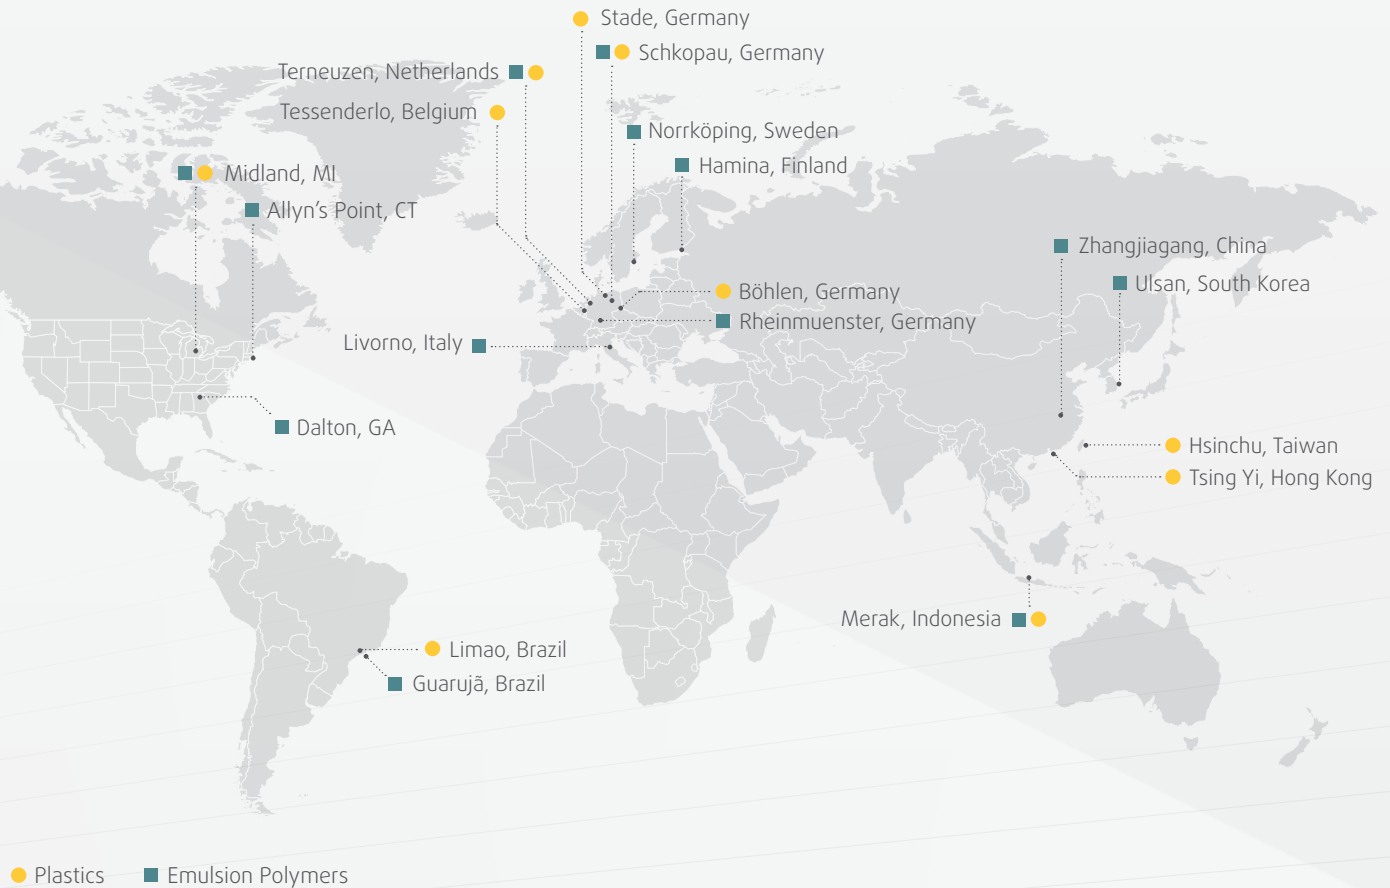 Stade, Germany
Schkopau, Germany
Terneuzen, Netherlands
Tessenderlo, Belgium
Norrköping, Sweden
Hamina, Finland
Midland, MI
Allyn's Point, CT
Zhangjiagang, China
Ulsan, South Korea
Böhlen, Germany
Rheinmuenster, Germany
Livorno, Italy
Dalton, GA
Hsinchu, Taiwan
Tsing Yi, Hong Kong
Merak, Indonesia
Limao, Brazil
Guarujã, Brazil
Plastics
Emulsion Polymers